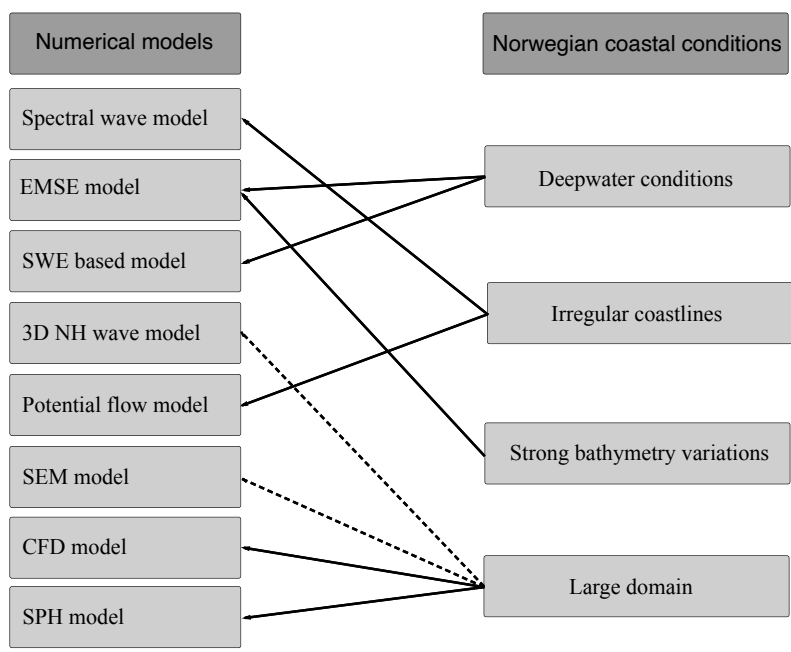 Numerical models
Norwegian coastal conditions
Spectral wave model
EMSE model
SWE based model
3D NH wave model
Potential flow model
SEM model
CFD model
SPH model
Deepwater conditions
Irregular coastlines
Strong bathymetry variations
Large domain